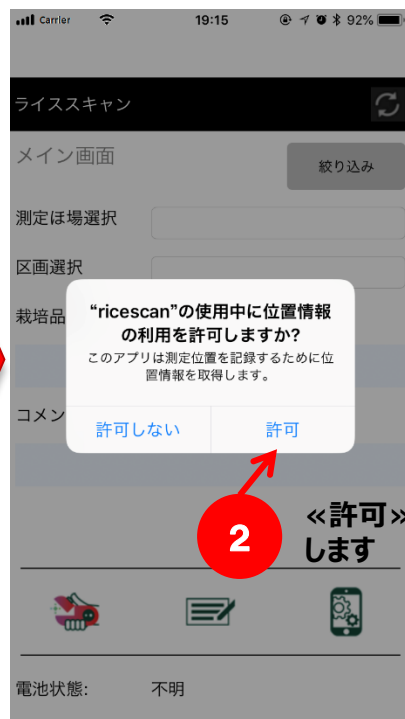 Carrier 19:15 92%
ライススキャン
メイン画面
絞り込み
測定ほ場選択
区画選択
栽培品
“ricescan”の使用中に位置情報
の利用を許可しますか?
このアプリは測定位置を記録するために位
置情報を取得します。
許可しない 許可
コメン
2
≪許可≫
します
電池状態: 不明